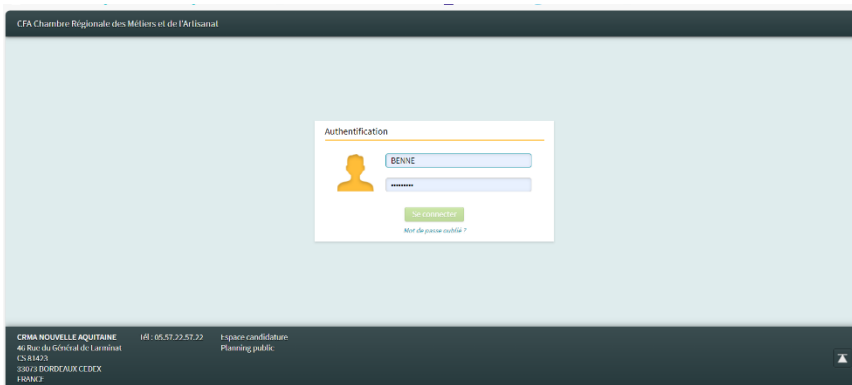 CFA Chambre Régionale des Métiers et de l'Artisanat
Authentification
BENNE
•••••••••
Se connecter
Mot de passe oublié ?
CRMA NOUVELLE AQUITAINE
46 Rue du Général de Larminat
CS 81423
33073 BORDEAUX CEDEX
FRANCE
Tél : 05.57.22.57.22
Espace candidature
Planning public